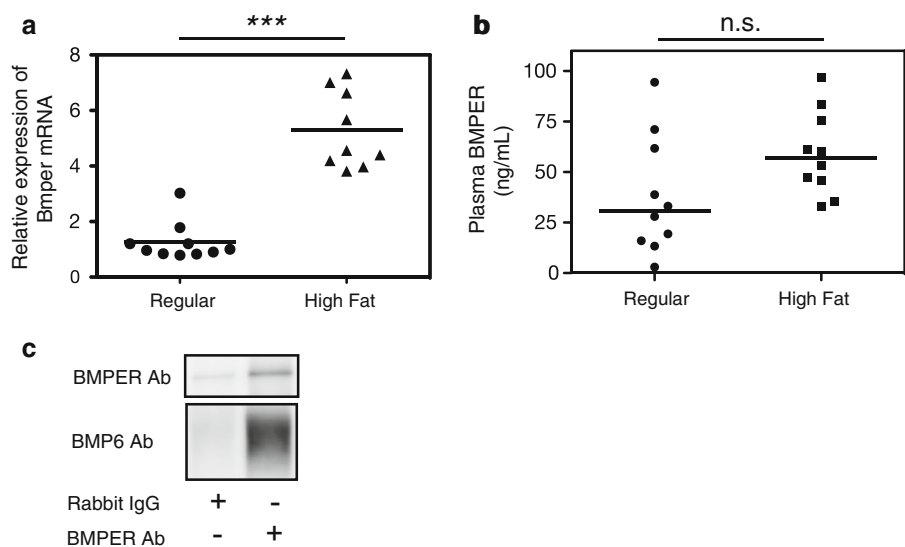 a
***
Relative expression of
Bmper mRNA
8
6
4
2
0
Regular
High Fat
b
n.s.
Plasma BMPER
(ng/mL)
100
75
50
25
0
Regular
High Fat
c
BMPER Ab
BMP6 Ab
Rabbit IgG + -
BMPER Ab - +